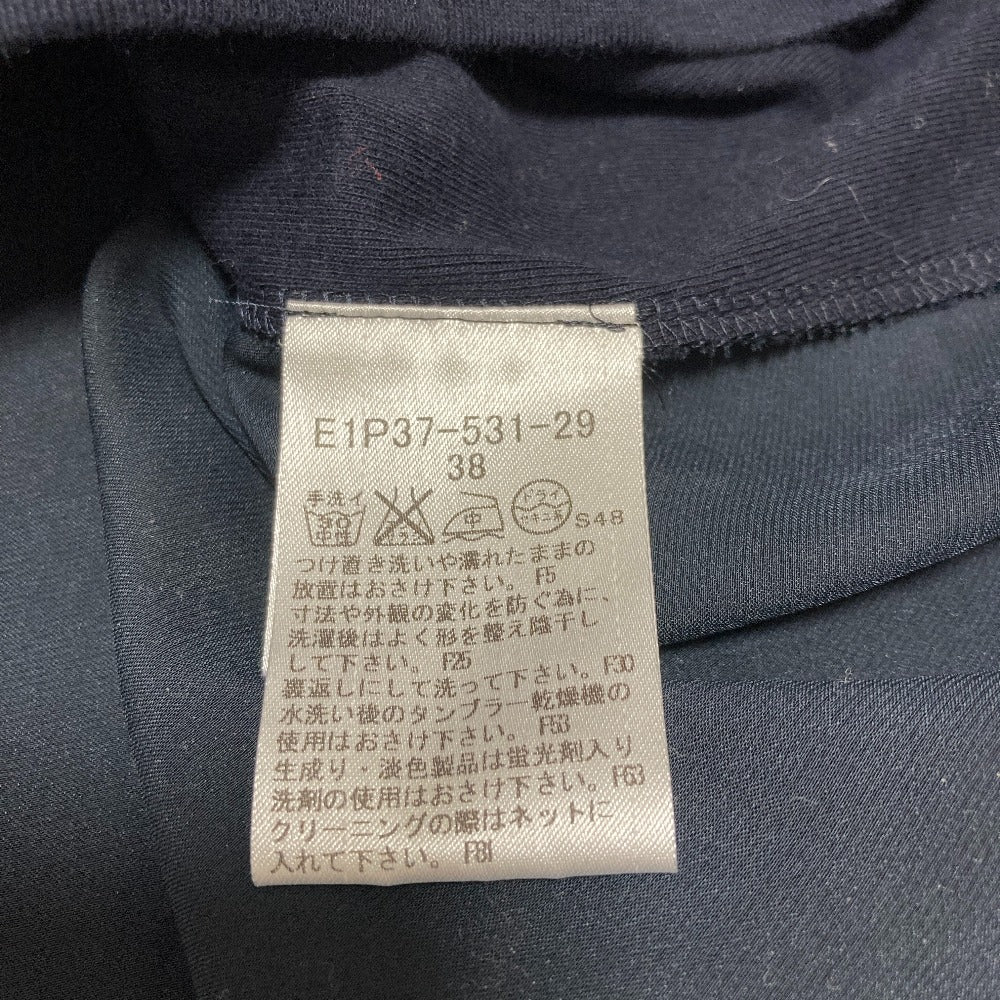 E1P37-531-29
38
手洗イ
30
中性
エンソ
サラシ
中
ドライ
セキユ系
S48
つけ置き洗いや濡れたままの
放置はおさけ下さい。 F5
寸法や外観の変化を防ぐ為に、
洗濯後はよく形を整え陰干し
して下さい。 F25
裏返しにして洗って下さい。F30
水洗い後のタンブラー乾燥機の
使用はおさけ下さい。 F53
生成り・淡色製品は蛍光剤入り
洗剤の使用はおさけ下さい。F63
クリーニングの際はネットに
入れて下さい。 F81